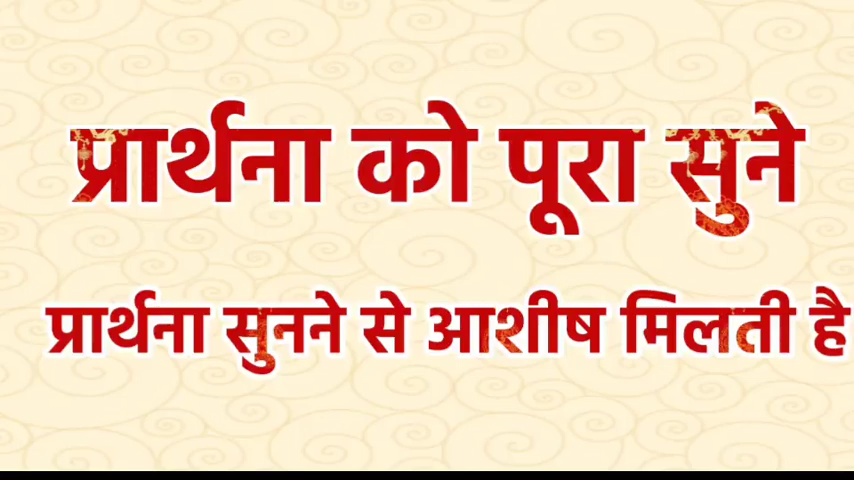 प्रार्थना को पूरा सुने
प्रार्थना सुनने से आशीष मिलती है